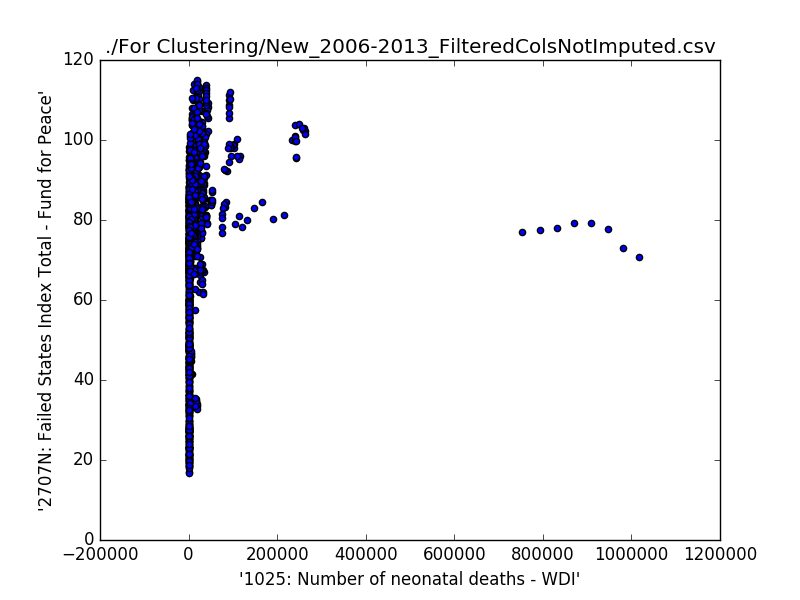 ./For Clustering/New_2006-2013_FilteredColsNotImputed.csv
120
100
80
60
40
20
0
'2707N: Failed States Index Total - Fund for Peace'
−200000 0 200000 400000 600000 800000 1000000 1200000
'1025: Number of neonatal deaths - WDI'